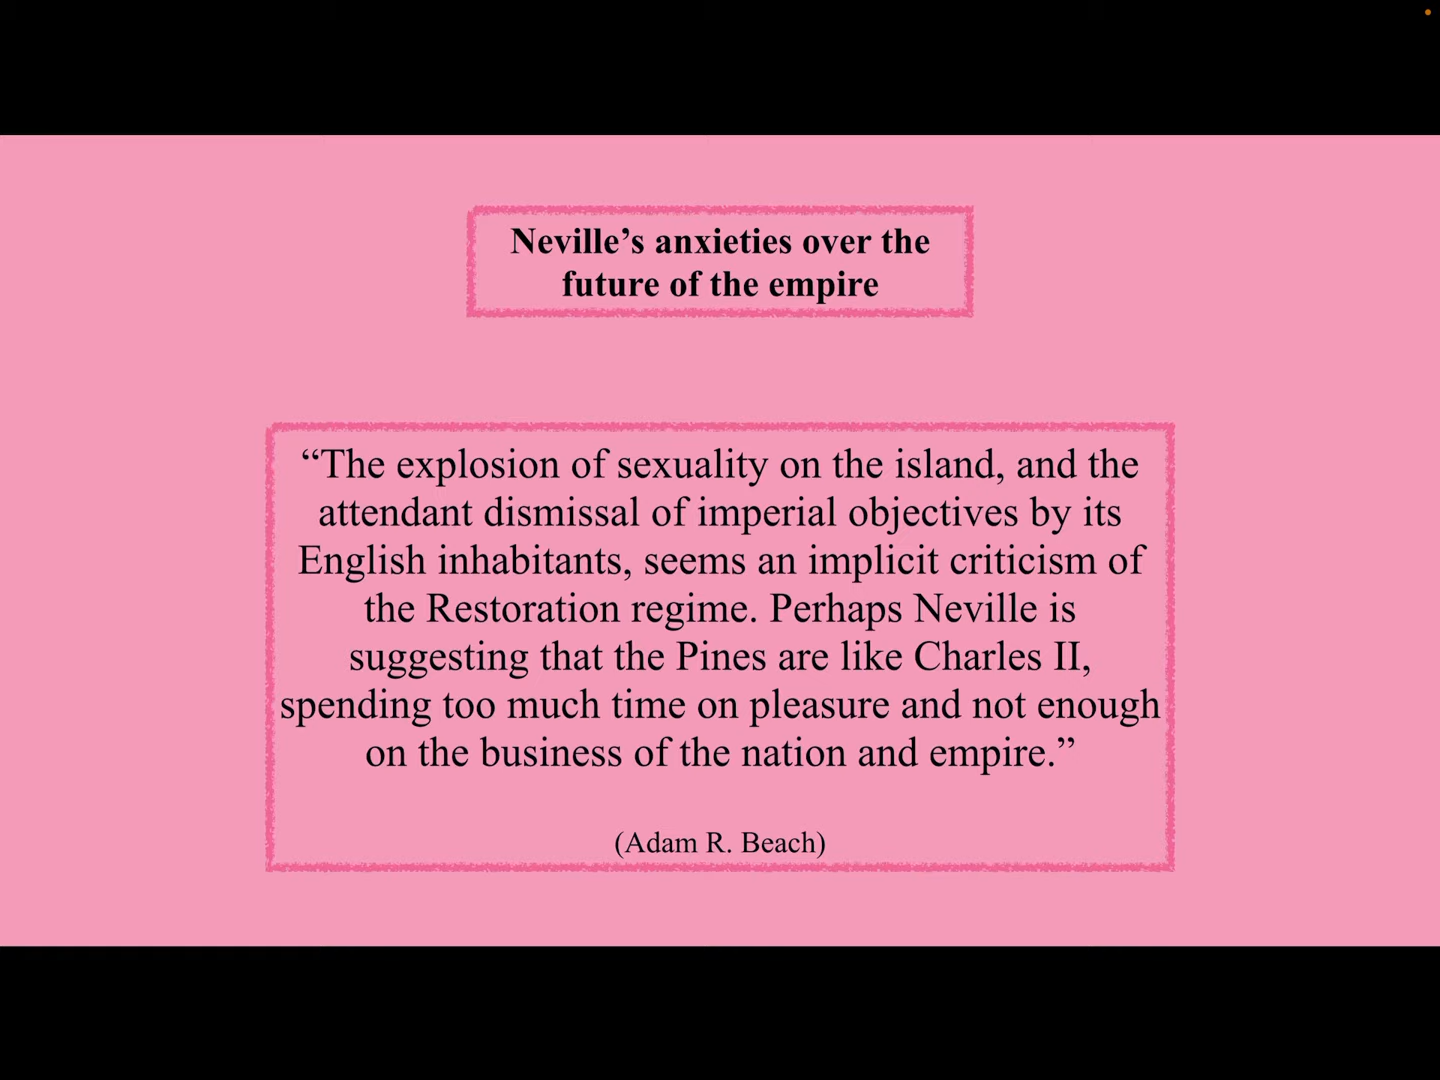 Neville’s anxieties over the
future of the empire
“The explosion of sexuality on the island, and the
attendant dismissal of imperial objectives by its
English inhabitants, seems an implicit criticism of
the Restoration regime. Perhaps Neville is
suggesting that the Pines are like Charles II,
spending too much time on pleasure and not enough
on the business of the nation and empire.”
(Adam R. Beach)